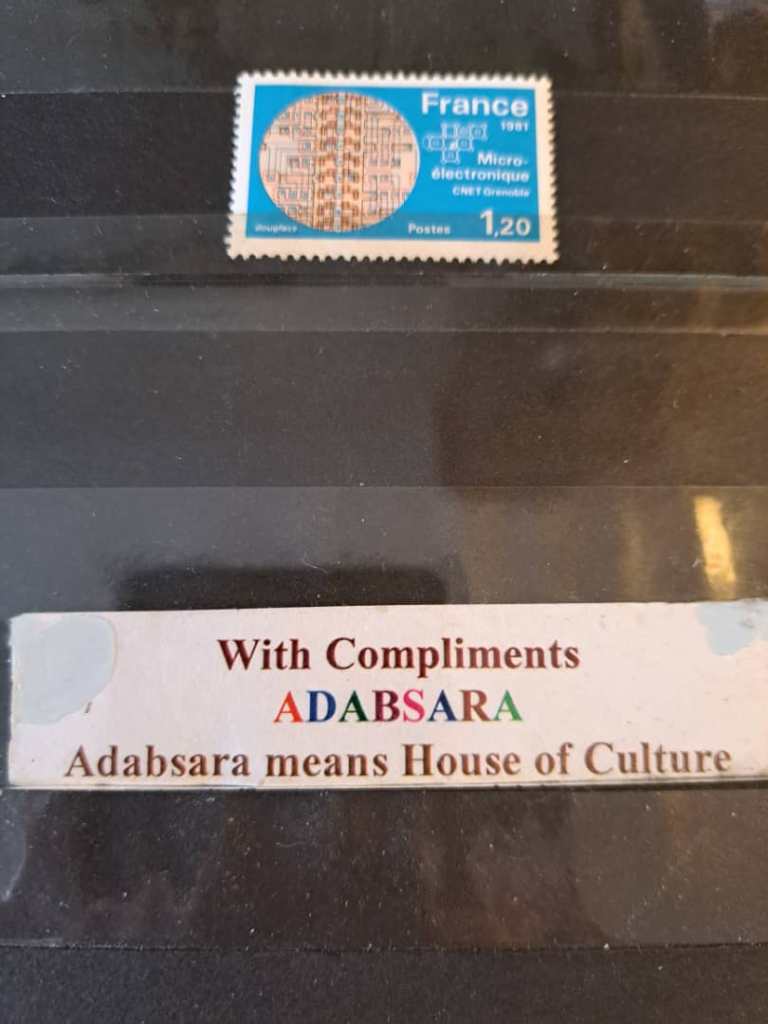 France
1981
Micro-
électronique
CNET Grenoble
Postes 1,20
With Compliments
ADABSARA
Adabsara means House of Culture